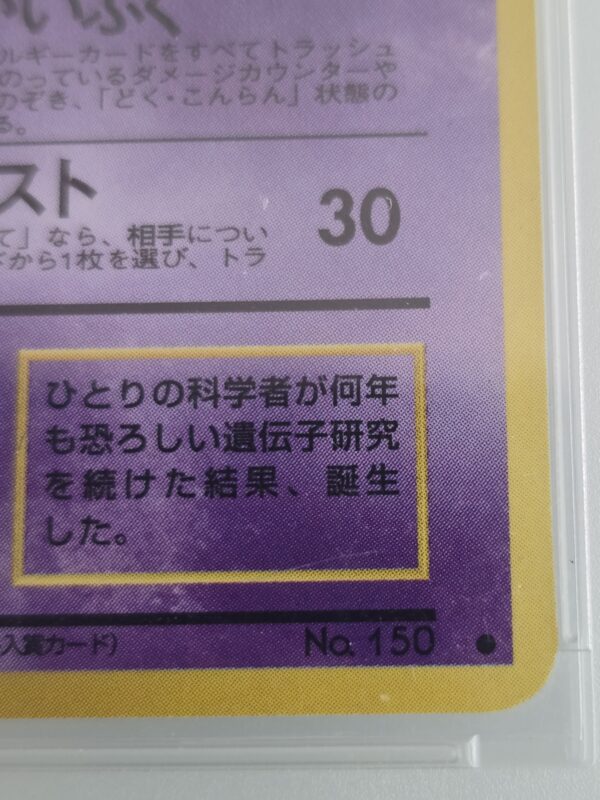 かいふく
ルギーカードをすべてトラッシュ
のっているダメージカウンターや
のぞき、「どく・こんらん」状態の
る。
スト
30
て」なら、相手につい
から1枚を選び、トラ
ひとりの科学者が何年
も恐ろしい遺伝子研究
を続けた結果、誕生
した。
入賞カード)
No. 150